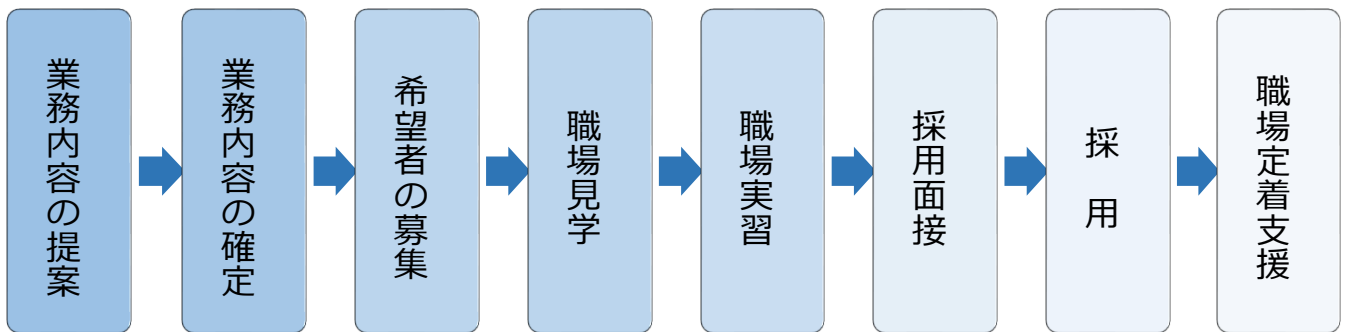 業務内容の提案
業務内容の確定
希望者の募集
職場見学
職場実習
採用面接
採　用
職場定着支援